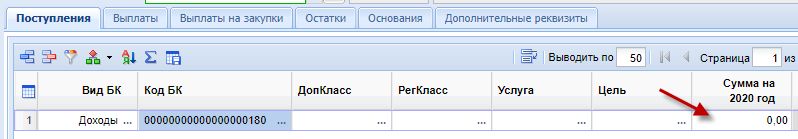 Поступления Выплаты Выплаты на закупки Остатки Основания Дополнительные реквизиты
Выводить по 50 Страница 1 из
Вид БК Код БК ДопКласс РегКласс Услуга Цель Сумма на
2020 год
1 Доходы ... 00000000000000000180 ... ... ... ... ... 0,00